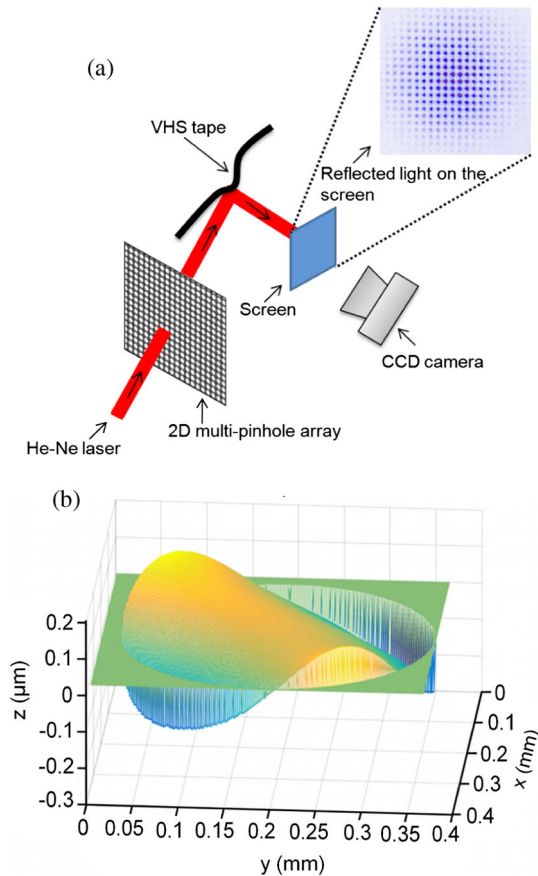 (a)
VHS tape
Reflected light on the
screen
Screen
CCD camera
2D multi-pinhole array
He-Ne laser
(b)
0.2
0.1
0
-0.1
-0.2
-0.3
z (µm)
0
0.05
0.1
0.15
0.2
0.25
0.3
0.35
0.4
y (mm)
0
0.1
0.2
0.3
0.4
x (mm)